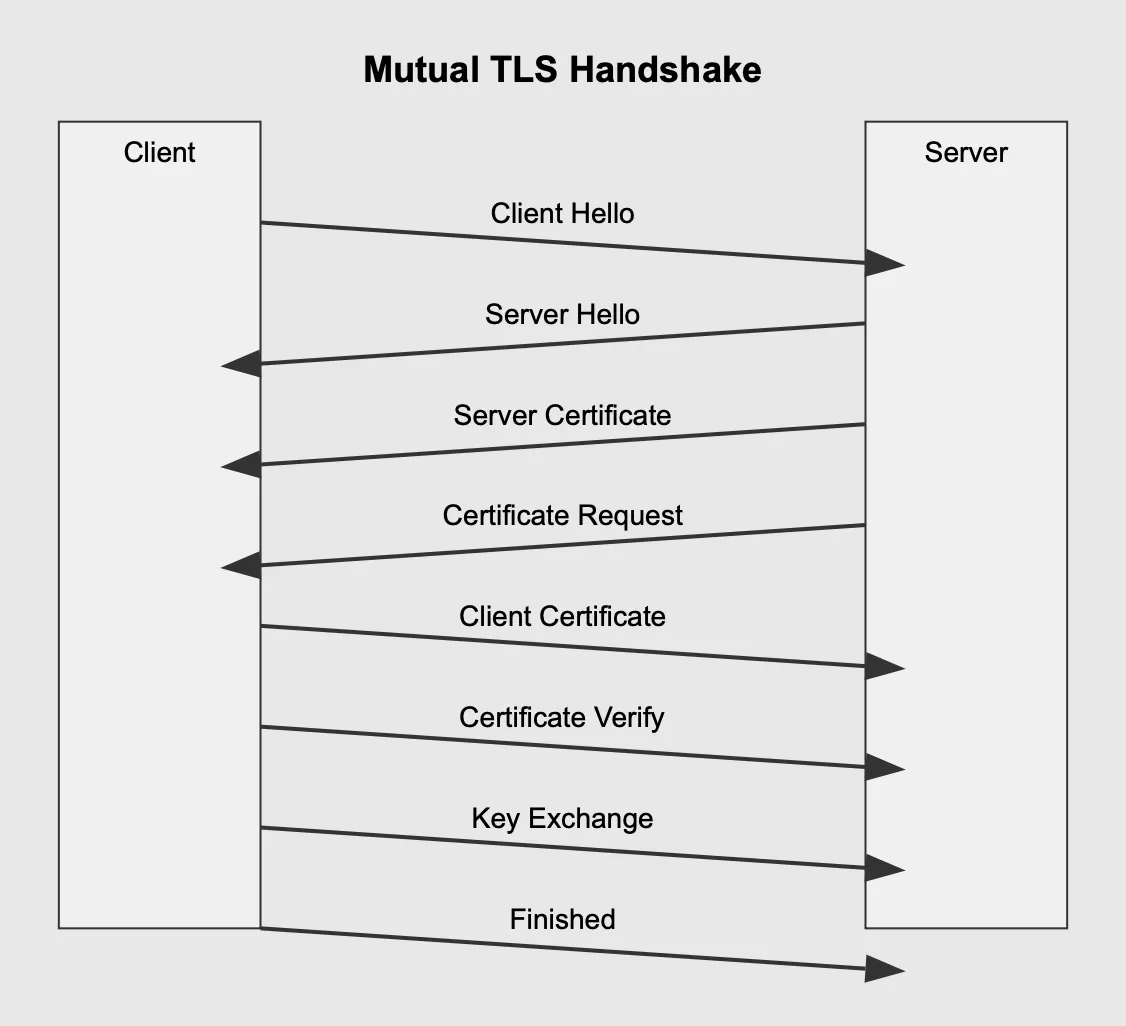 Mutual TLS Handshake
Client
Server
Client Hello
Server Hello
Server Certificate
Certificate Request
Client Certificate
Certificate Verify
Key Exchange
Finished